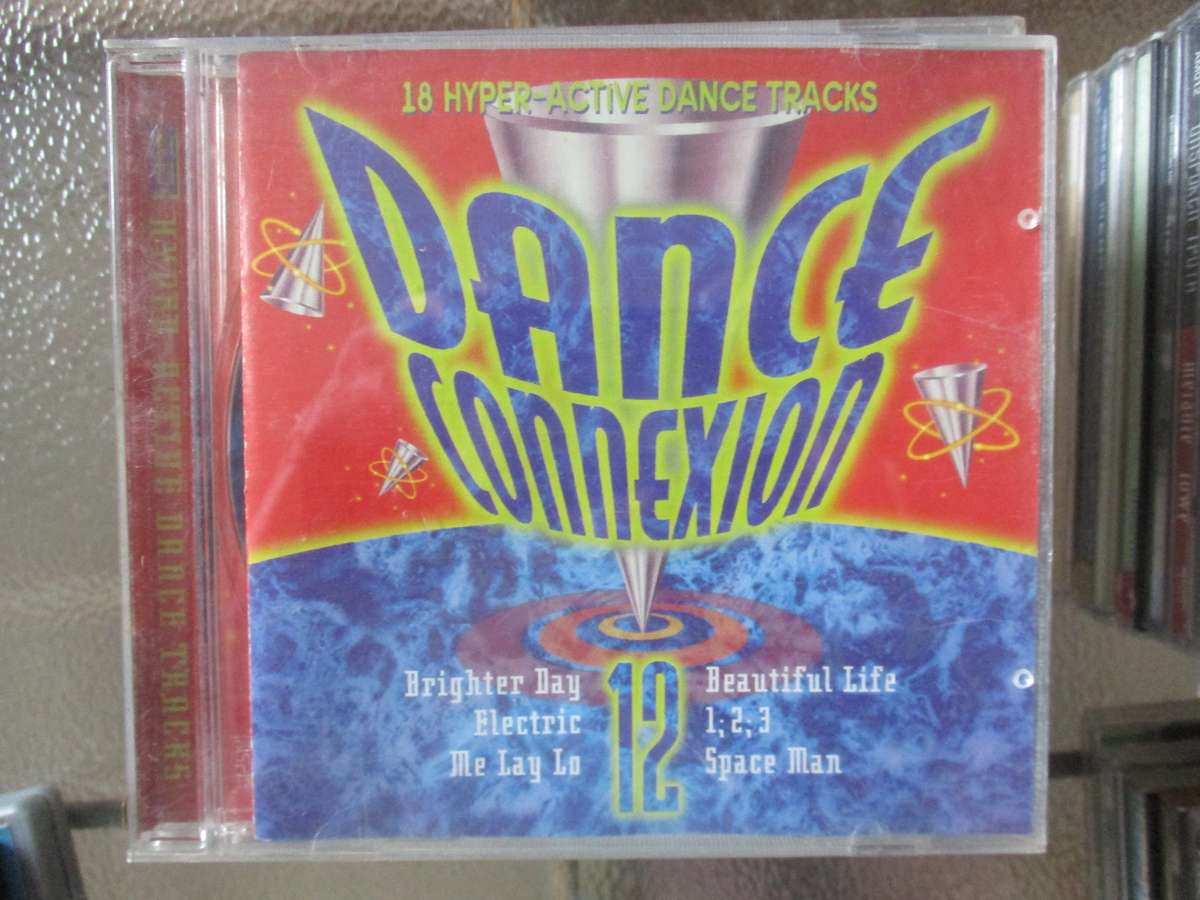 18 HYPER-ACTIVE DANCE TRACKS
DANCE
CONNEXION
12
Brighter Day
Electric
Me Lay Lo
Beautiful Life
1; 2; 3
Space Man
HYPER ACTIVE DANCE TRACKS